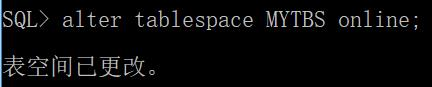 SQL> alter tablespace MYTBS online;
表空间已更改。